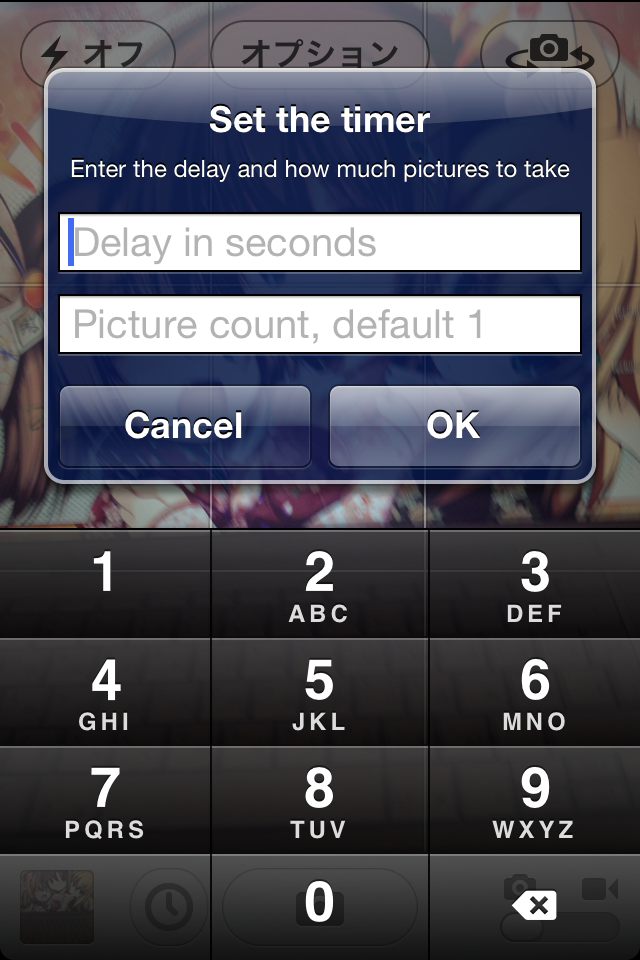 オフ
オプション
Set the timer
Enter the delay and how much pictures to take
Delay in seconds
Picture count, default 1
Cancel
OK
1
2
3
ABC
DEF
4
5
6
GHI
JKL
MNO
7
8
9
PQRS
TUV
WXYZ
0